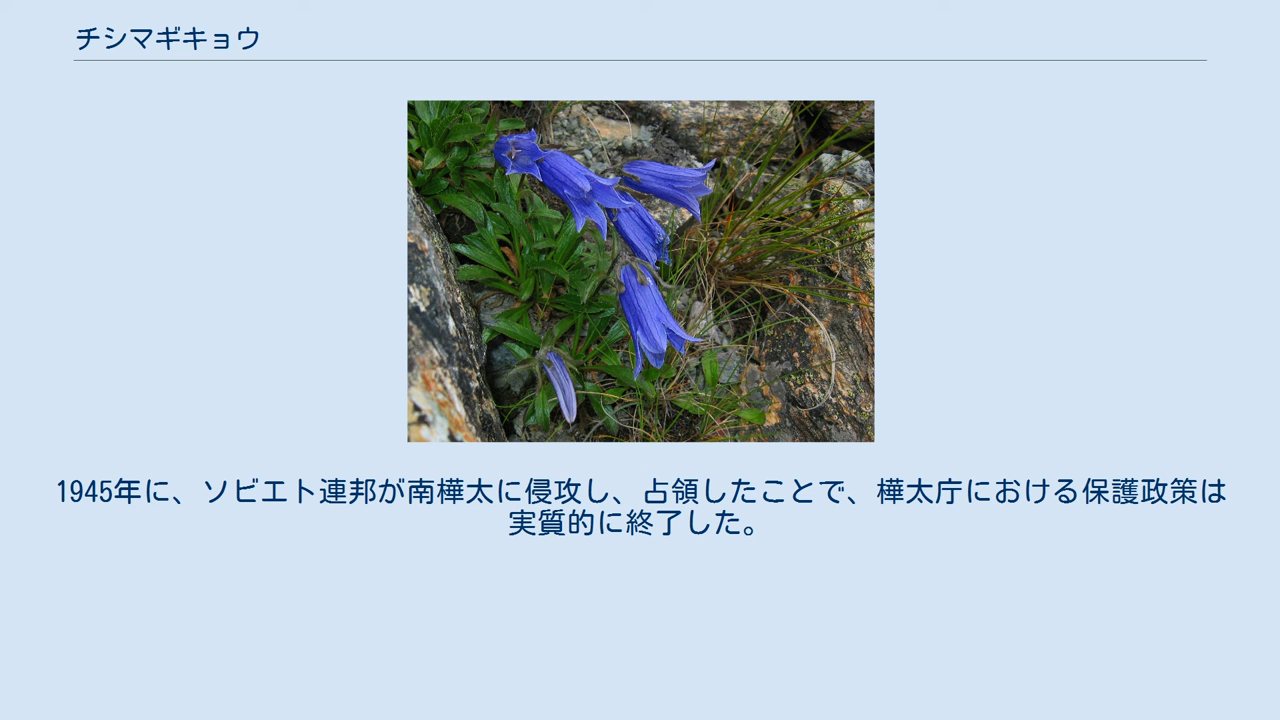 チシマギキョウ
1945年に、ソビエト連邦が南樺太に侵攻し、占領したことで、樺太庁における保護政策は
実質的に終了した。